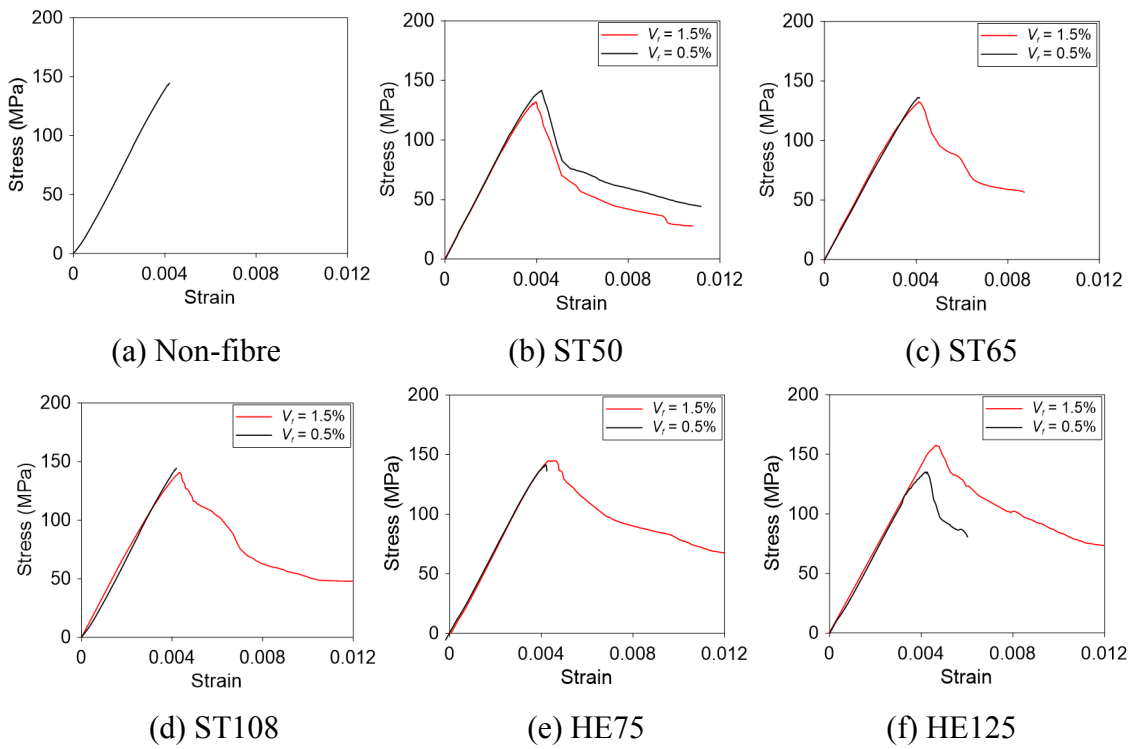 200
150
100
50
0
0
0.004
0.008
0.012
Stress (MPa)
Strain
(a) Non-fibre
200
150
100
50
0
0
0.004
0.008
0.012
Stress (MPa)
Strain
Vf = 1.5%
Vf = 0.5%
(b) ST50
200
150
100
50
0
0
0.004
0.008
0.012
Stress (MPa)
Strain
Vf = 1.5%
Vf = 0.5%
(c) ST65
200
150
100
50
0
0
0.004
0.008
0.012
Stress (MPa)
Strain
Vf = 1.5%
Vf = 0.5%
(d) ST108
200
150
100
50
0
0
0.004
0.008
0.012
Stress (MPa)
Strain
Vf = 1.5%
Vf = 0.5%
(e) HE75
200
150
100
50
0
0
0.004
0.008
0.012
Stress (MPa)
Strain
Vf = 1.5%
Vf = 0.5%
(f) HE125